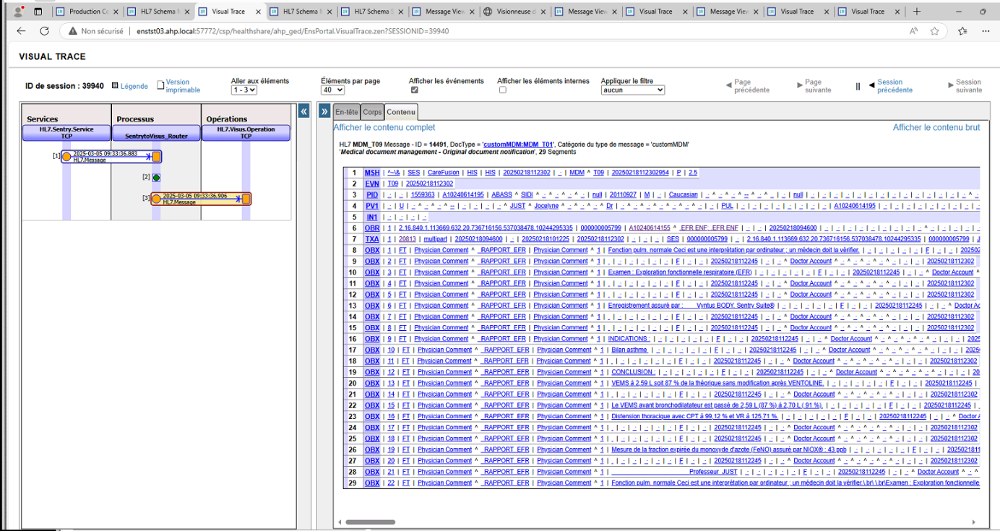 Production C
HL7 Schema
Visual Trace
HL7 Schema
HL7 Schema S
Message View
Visionneuse d
Message View
Visual Trace
Message View
Visual Trace
Visual Trace
Non sécurisé | enstst03.ahp.local:57772/csp/healthshare/ahp_ged/EnsPortal.VisualTrace.zen?SESSIONID=39940
VISUAL TRACE
ID de session : 39940
Légende
Version imprimable
Aller aux éléments
1 - 3
Éléments par page
40
Afficher les événements
Afficher les éléments internes
Appliquer le filtre
aucun
Page précédente
Page suivante
Session précédente
Session suivante
Services Processus Opérations
HL7.Sentry.Service TCP
SentrytoVisus_Router
HL7.Visus.Operation TCP
[1] 2025-03-05 09:33:36.883
HL7.Message
[2]
[3] 2025-03-05 09:33:36.906
HL7.Message
En-tête Corps Contenu
Afficher le contenu complet Afficher le contenu brut
HL7 MDM_T09 Message - ID = 14491, DocType = 'customMDM:MDM_T01', Catégorie du type de message = 'customMDM'
'Medical document management - Original document notification', 29 Segments
1 MSH | ^~\& | SES | CareFusion | HIS | HIS | 20250218112302 | - | MDM ^ T09 | 20250218112302954 | P | 2.5
2 EVN | T09 | 20250218112302
3 PID | - | - | 1559363 | A10240614195 | ABASS ^ SIDI ^ - ^ - ^ - ^ - | null | 20110927 | M | - | Caucasian
4 PV1 | - | U | JUST ^ Jocelyne ^ Dr | PUL | A10240614195
5 IN1 | - | - | - | -
6 OBR | 1 | 2.16.840.1.113669.632.20.736716156.537038478.10244295335 | 000000005799 | A10240614155 ^ .EFR ENF; .EFR ENF | - | - | 20250218094600
7 TXA | 1 | 20813 | multipart | 20250218094600 | - | 20250218101225 | 20250218112302 | - | - | SES | 000000005799 | - | 2.16.840.1.113669.632.20.736716156.537038478.10244295335 | 000000005799 | J
8 OBX | 1 | FT | Physician Comment ^ _RAPPORT_EFR | Physician Comment ^ 1 | Fonction pulm. normale Ceci est une interprétation par ordinateur ; un médecin doit la vérifier. | F | 20250
9 OBX | 2 | FT | Physician Comment ^ _RAPPORT_EFR | Physician Comment ^ 1 | F | 20250218112245 | - | - ^ Doctor Account | 20250218112302
10 OBX | 3 | FT | Physician Comment ^ _RAPPORT_EFR | Physician Comment ^ 1 | Examen : Exploration fonctionnelle respiratoire (EFR) | F | 20250218112245 | - | - ^ Doctor Account ^
11 OBX | 4 | FT | Physician Comment ^ _RAPPORT_EFR | Physician Comment ^ 1 | F | 20250218112245 | - | - ^ Doctor Account | 20250218112302
12 OBX | 5 | FT | Physician Comment ^ _RAPPORT_EFR | Physician Comment ^ 1 | F | 20250218112245 | - | - ^ Doctor Account | 20250218112302
13 OBX | 6 | FT | Physician Comment ^ _RAPPORT_EFR | Physician Comment ^ 1 | Enregistrement assuré par : Vyntus BODY, Sentry Suite® | F | 20250218112245 | - | - ^ Doctor Ac
14 OBX | 7 | FT | Physician Comment ^ _RAPPORT_EFR | Physician Comment ^ 1 | F | 20250218112245 | - | - ^ Doctor Account | 20250218112302
15 OBX | 8 | FT | Physician Comment ^ _RAPPORT_EFR | Physician Comment ^ 1 | F | 20250218112245 | - | - ^ Doctor Account | 20250218112302
16 OBX | 9 | FT | Physician Comment ^ _RAPPORT_EFR | Physician Comment ^ 1 | INDICATIONS : | F | 20250218112245 | - | - ^ Doctor Account | 2025
17 OBX | 10 | FT | Physician Comment ^ _RAPPORT_EFR | Physician Comment ^ 1 | Bilan asthme. | F | 20250218112245 | - | - ^ Doctor Account | 2025
18 OBX | 11 | FT | Physician Comment ^ _RAPPORT_EFR | Physician Comment ^ 1 | F | 20250218112245 | - | - ^ Doctor Account | 20250218112302
19 OBX | 12 | FT | Physician Comment ^ _RAPPORT_EFR | Physician Comment ^ 1 | CONCLUSION : | F | 20250218112245 | - | - ^ Doctor Account | 20
20 OBX | 13 | FT | Physician Comment ^ _RAPPORT_EFR | Physician Comment ^ 1 | VEMS à 2,59 L soit 87 % de la théorique sans modification après VENTOLINE. | F | 20250218112245
21 OBX | 14 | FT | Physician Comment ^ _RAPPORT_EFR | Physician Comment ^ 1 | F | 20250218112245 | - | - ^ Doctor Account | 20250218112302
22 OBX | 15 | FT | Physician Comment ^ _RAPPORT_EFR | Physician Comment ^ 1 | Le VEMS avant bronchodilatateur est passé de 2,59 L (87 %) à 2,70 L ( 91 %). | F | 20250218112245
23 OBX | 16 | FT | Physician Comment ^ _RAPPORT_EFR | Physician Comment ^ 1 | Distension thoracique avec CPT à 99,12 % et VR à 125,71 %. | F | 20250218112245 | - | - ^ Doctor A
24 OBX | 17 | FT | Physician Comment ^ _RAPPORT_EFR | Physician Comment ^ 1 | F | 20250218112245 | - | - ^ Doctor Account | 20250218112302
25 OBX | 18 | FT | Physician Comment ^ _RAPPORT_EFR | Physician Comment ^ 1 | F | 20250218112245 | - | - ^ Doctor Account | 20250218112302
26 OBX | 19 | FT | Physician Comment ^ _RAPPORT_EFR | Physician Comment ^ 1 | Mesure de la fraction expirée du monoxyde d'azote (FeNO) assuré par NIOX® : 43 ppb | F | 2025021811
27 OBX | 20 | FT | Physician Comment ^ _RAPPORT_EFR | Physician Comment ^ 1 | F | 20250218112245 | - | - ^ Doctor Account | 20250218112302
28 OBX | 21 | FT | Physician Comment ^ _RAPPORT_EFR | Physician Comment ^ 1 | Professeur JUST | F | 20250218112245 | - | - ^ Doctor Account ^
29 OBX | 22 | FT | Physician Comment ^ _RAPPORT_EFR | Physician Comment ^ 1 | Fonction pulm. normale Ceci est une interprétation par ordinateur ; un médecin doit la vérifier.\.br\.\.br\Examen : Exploration fonctionnelle